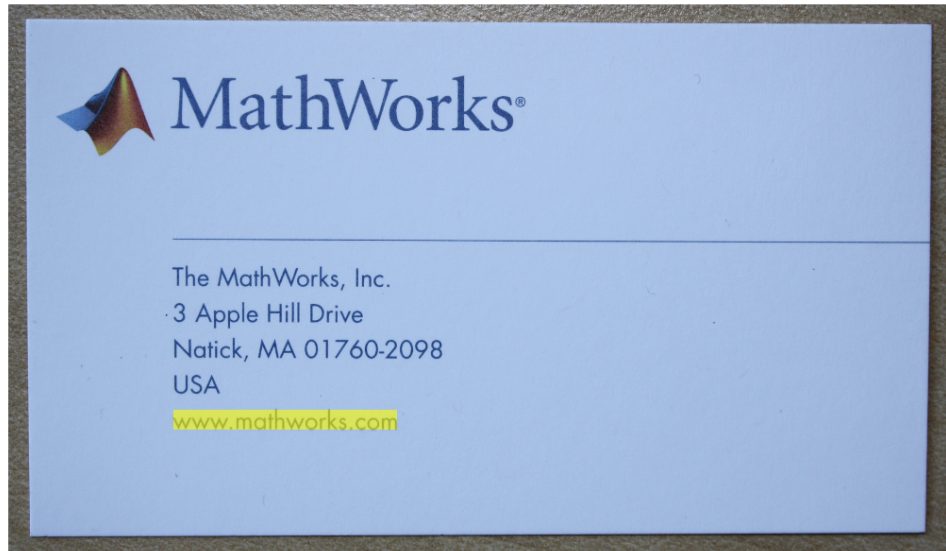 MathWorks®
The MathWorks, Inc.
3 Apple Hill Drive
Natick, MA 01760-2098
USA
www.mathworks.com